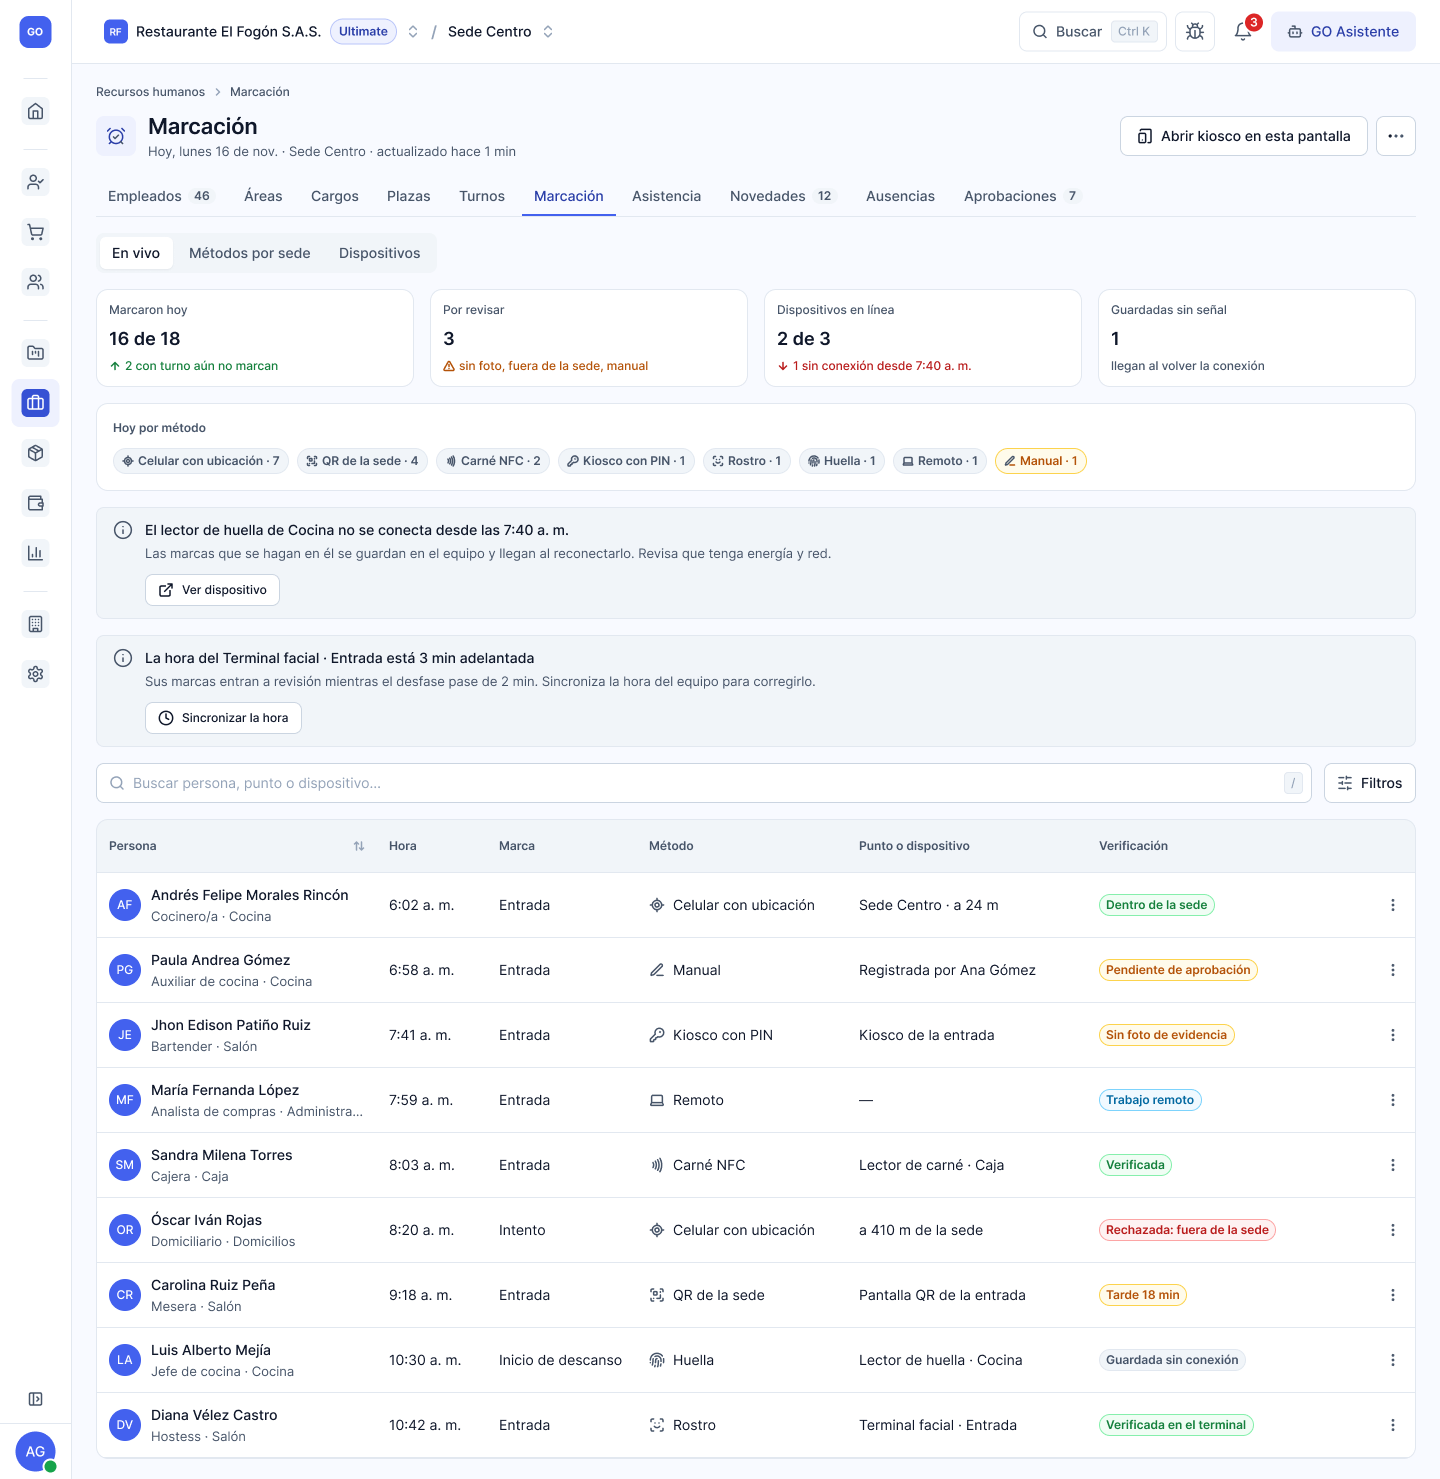 GO
RF Restaurante El Fogón S.A.S. Ultimate / Sede Centro
Buscar Ctrl K
3
GO Asistente
Recursos humanos > Marcación
Marcación
Hoy, lunes 16 de nov. · Sede Centro · actualizado hace 1 min
Abrir kiosco en esta pantalla
Empleados 46 Áreas Cargos Plazas Turnos Marcación Asistencia Novedades 12 Ausencias Aprobaciones 7
En vivo Métodos por sede Dispositivos
Marcaron hoy
16 de 18
2 con turno aún no marcan
Por revisar
3
sin foto, fuera de la sede, manual
Dispositivos en línea
2 de 3
1 sin conexión desde 7:40 a. m.
Guardadas sin señal
1
llegan al volver la conexión
Hoy por método
Celular con ubicación · 7 QR de la sede · 4 Carné NFC · 2 Kiosco con PIN · 1 Rostro · 1 Huella · 1 Remoto · 1 Manual · 1
El lector de huella de Cocina no se conecta desde las 7:40 a. m.
Las marcas que se hagan en él se guardan en el equipo y llegan al reconectarlo. Revisa que tenga energía y red.
Ver dispositivo
La hora del Terminal facial · Entrada está 3 min adelantada
Sus marcas entran a revisión mientras el desfase pase de 2 min. Sincroniza la hora del equipo para corregirlo.
Sincronizar la hora
Buscar persona, punto o dispositivo... /
Filtros
Persona Hora Marca Método Punto o dispositivo Verificación
AF Andrés Felipe Morales Rincón
Cocinero/a · Cocina
6:02 a. m. Entrada Celular con ubicación Sede Centro · a 24 m Dentro de la sede
PG Paula Andrea Gómez
Auxiliar de cocina · Cocina
6:58 a. m. Entrada Manual Registrada por Ana Gómez Pendiente de aprobación
JE Jhon Edison Patiño Ruiz
Bartender · Salón
7:41 a. m. Entrada Kiosco con PIN Kiosco de la entrada Sin foto de evidencia
MF María Fernanda López
Analista de compras · Administra...
7:59 a. m. Entrada Remoto — Trabajo remoto
SM Sandra Milena Torres
Cajera · Caja
8:03 a. m. Entrada Carné NFC Lector de carné · Caja Verificada
OR Óscar Iván Rojas
Domiciliario · Domicilios
8:20 a. m. Intento Celular con ubicación a 410 m de la sede Rechazada: fuera de la sede
CR Carolina Ruiz Peña
Mesera · Salón
9:18 a. m. Entrada QR de la sede Pantalla QR de la entrada Tarde 18 min
LA Luis Alberto Mejía
Jefe de cocina · Cocina
10:30 a. m. Inicio de descanso Huella Lector de huella · Cocina Guardada sin conexión
DV Diana Vélez Castro
Hostess · Salón
10:42 a. m. Entrada Rostro Terminal facial · Entrada Verificada en el terminal
AG